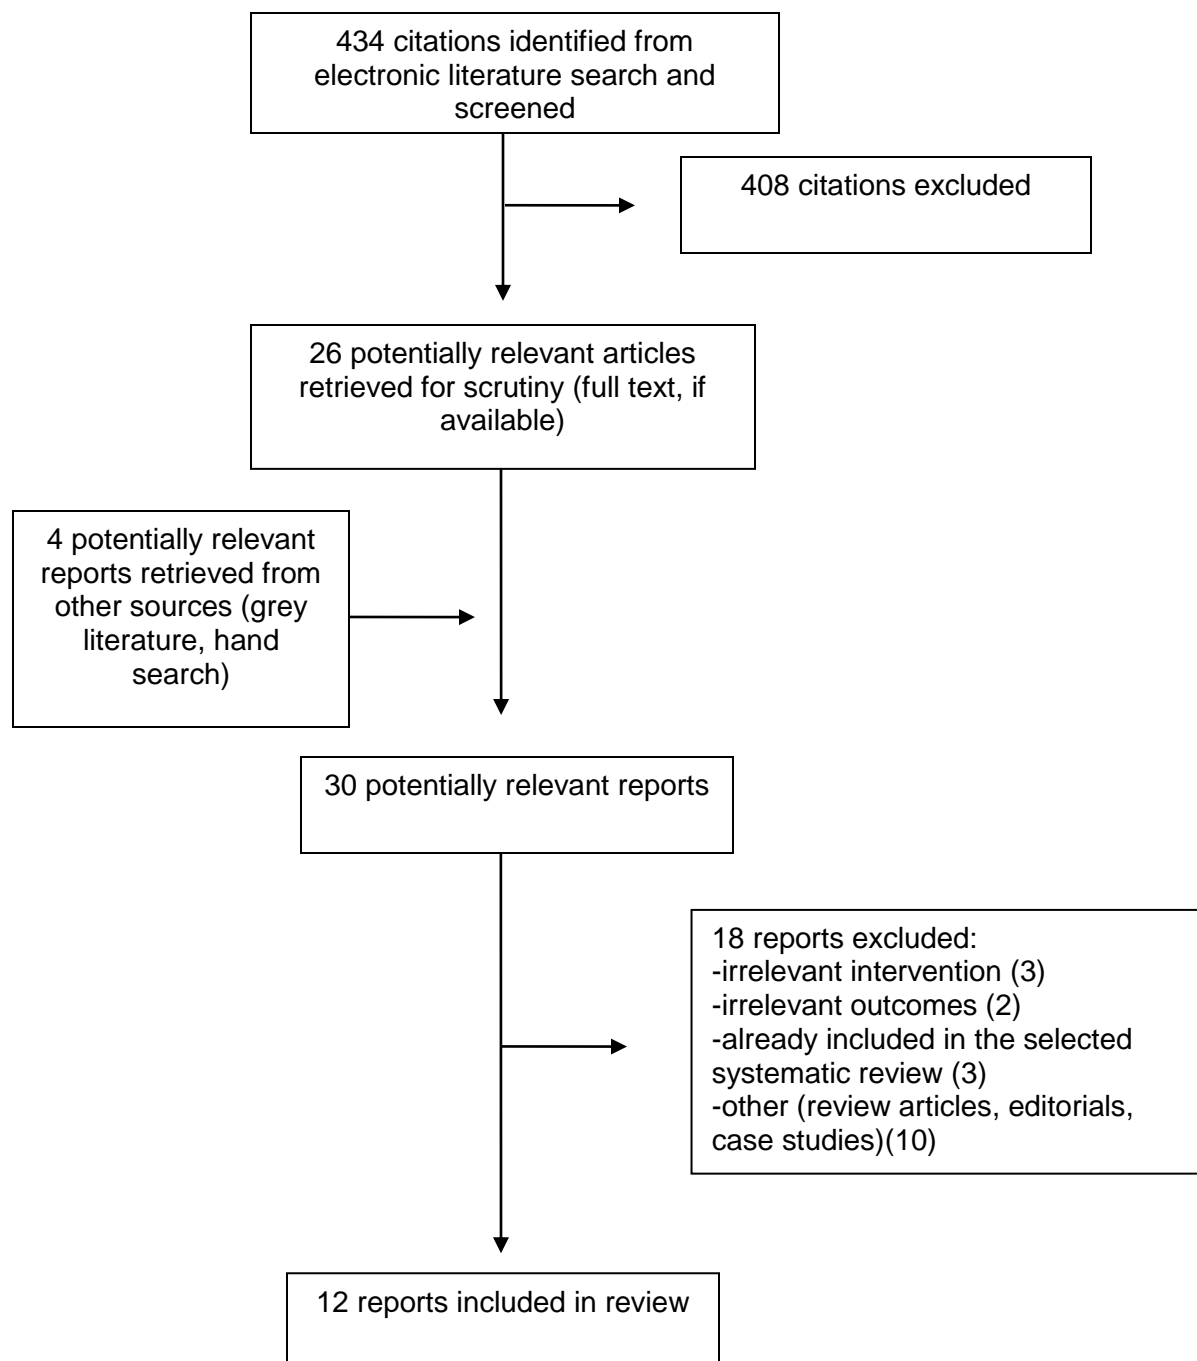 434 citations identified from
electronic literature search and
screened
408 citations excluded
26 potentially relevant articles
retrieved for scrutiny (full text, if
available)
4 potentially relevant
reports retrieved from
other sources (grey
literature, hand
search)
30 potentially relevant reports
18 reports excluded:
-irrelevant intervention (3)
-irrelevant outcomes (2)
-already included in the selected
systematic review (3)
-other (review articles, editorials,
case studies)(10)
12 reports included in review